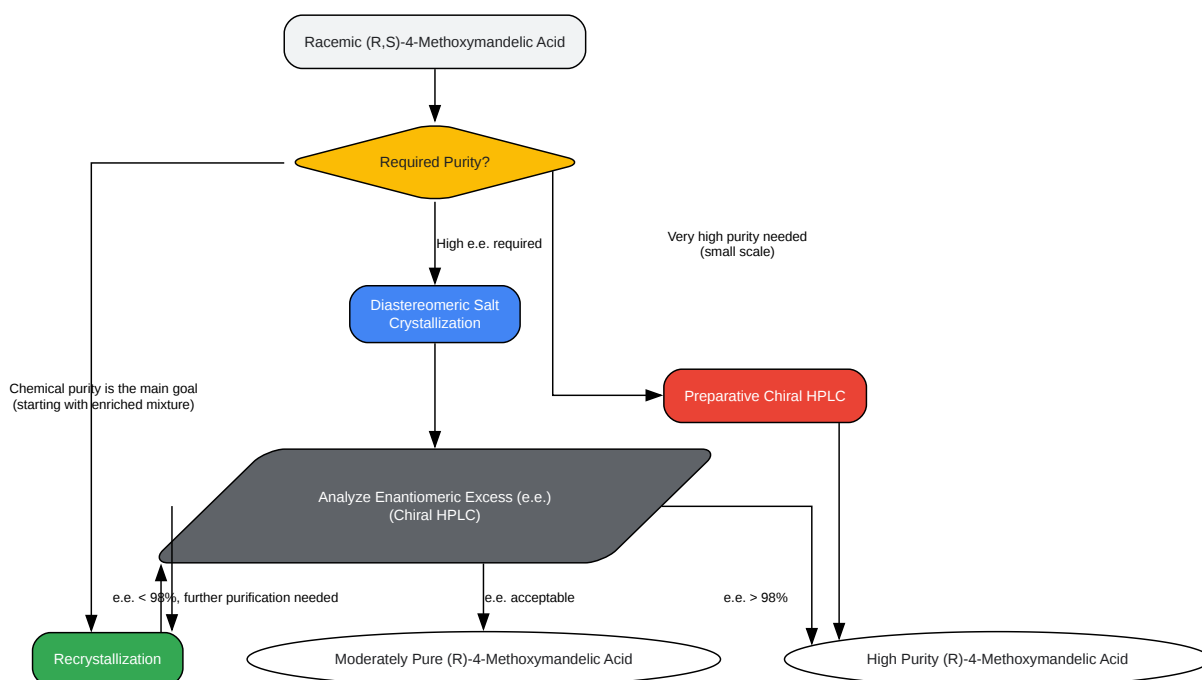 Racemic (R,S)-4-Methoxymandelic Acid
Required Purity?
High e.e. required
Very high purity needed
(small scale)
Diastereomeric Salt
Crystallization
Chemical purity is the main goal
(starting with enriched mixture)
Preparative Chiral HPLC
Analyze Enantiomeric Excess (e.e.)
(Chiral HPLC)
e.e. < 98%, further purification needed
e.e. acceptable
e.e. > 98%
Recrystallization
Moderately Pure (R)-4-Methoxymandelic Acid
High Purity (R)-4-Methoxymandelic Acid